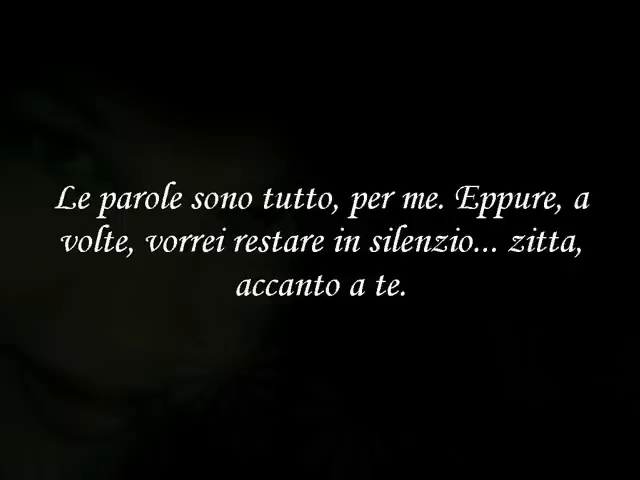 Le parole sono tutto, per me. Eppure, a
volte, vorrei restare in silenzio... zitta,
accanto a te.